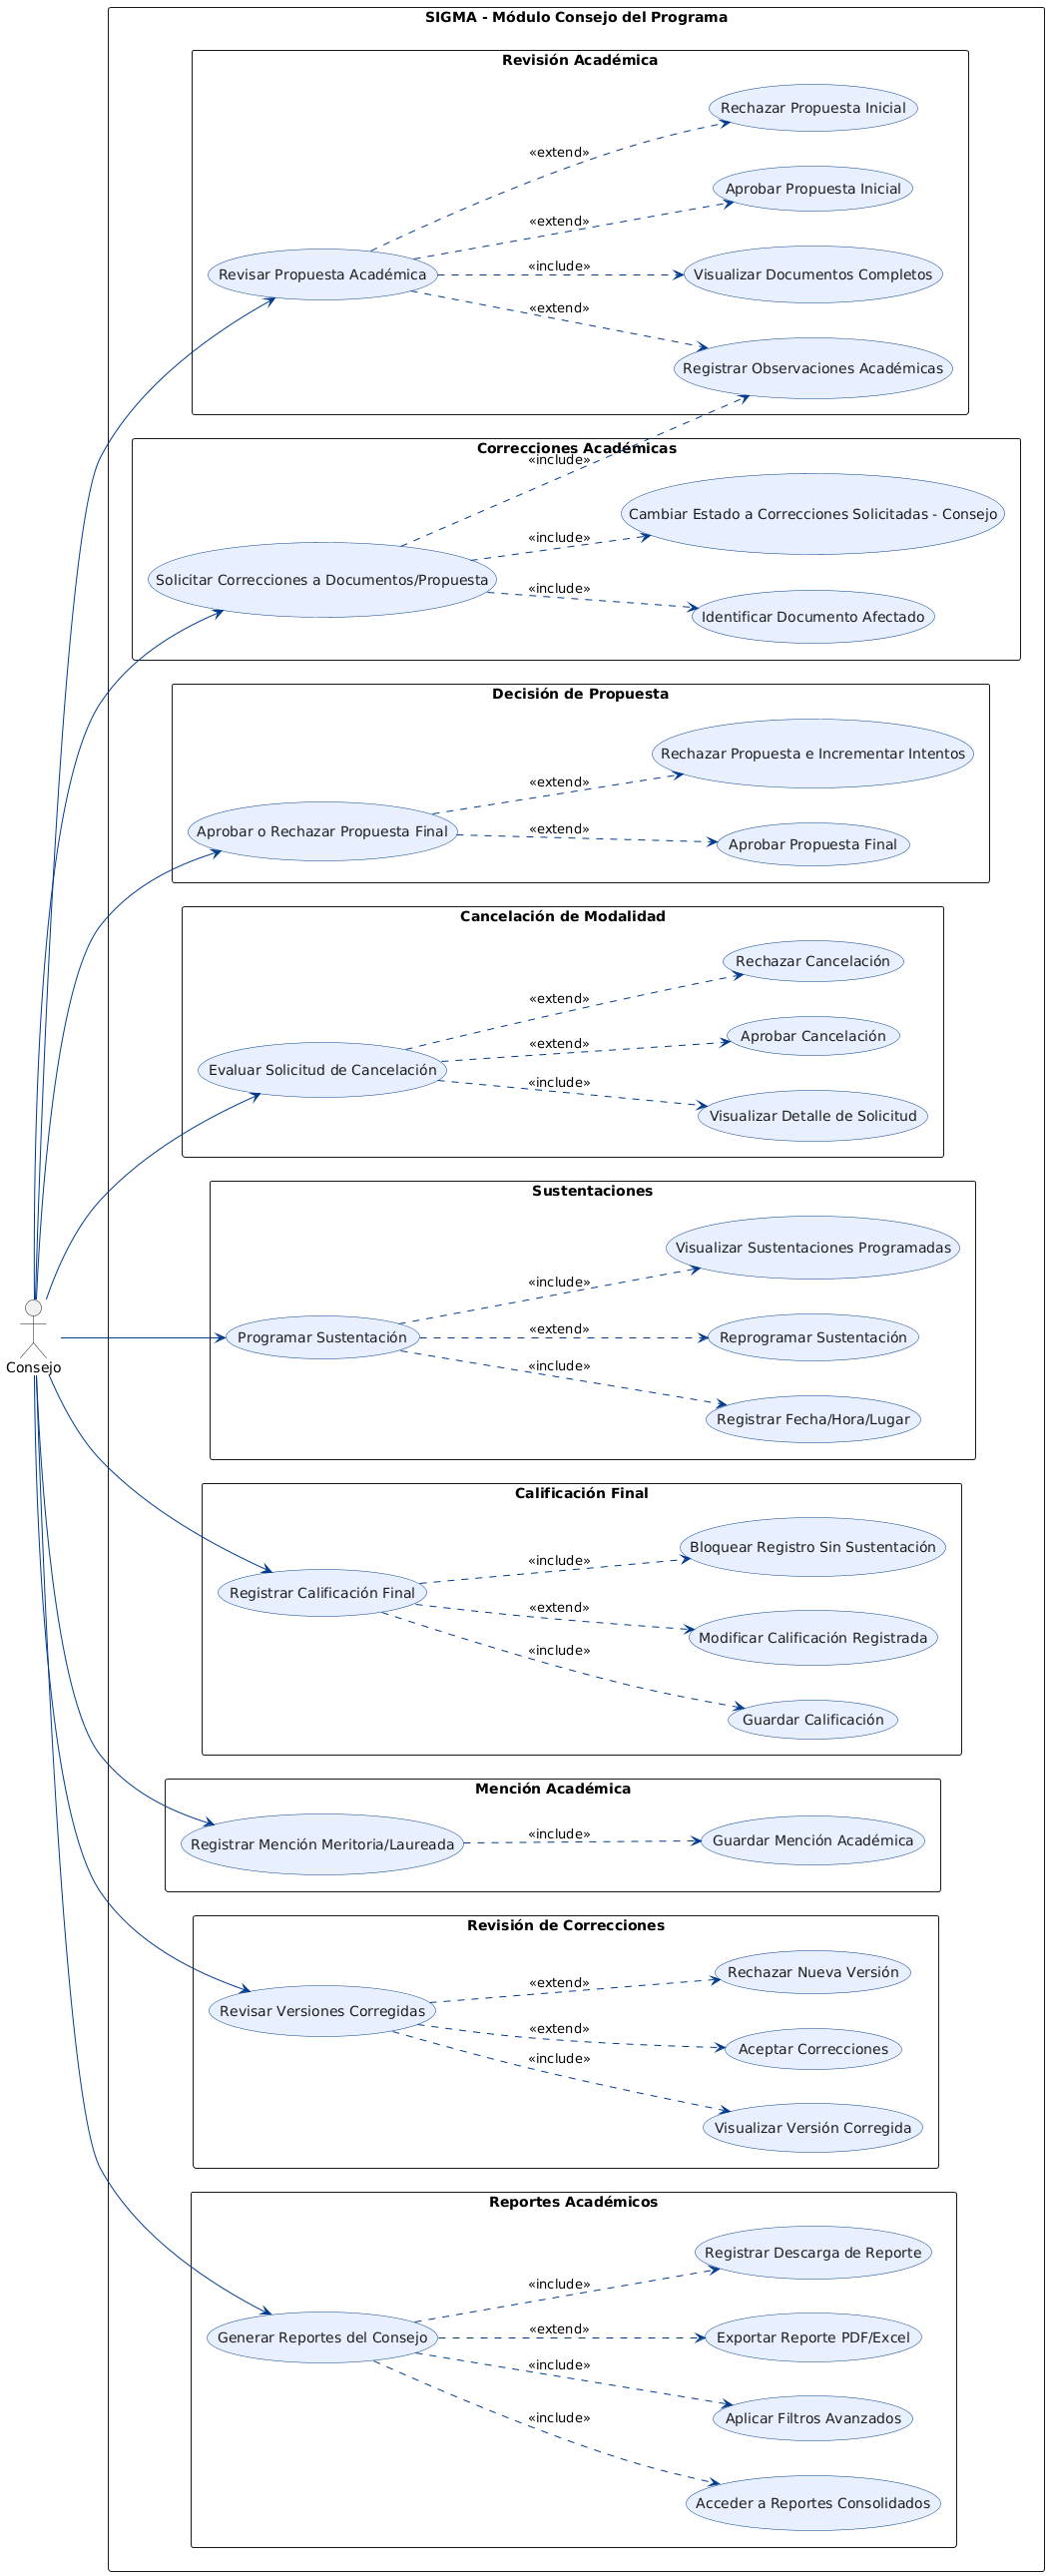 SIGMA - Módulo Consejo del Programa
Revisión Académica
Rechazar Propuesta Inicial
«extend»
Aprobar Propuesta Inicial
«extend»
Revisar Propuesta Académica
«include»
Visualizar Documentos Completos
«extend»
Registrar Observaciones Académicas
Correcciones Académicas
«include»
Cambiar Estado a Correcciones Solicitadas - Consejo
«include»
Solicitar Correcciones a Documentos/Propuesta
«include»
Identificar Documento Afectado
Decisión de Propuesta
Rechazar Propuesta e Incrementar Intentos
«extend»
Aprobar o Rechazar Propuesta Final
«extend»
Aprobar Propuesta Final
Cancelación de Modalidad
Rechazar Cancelación
«extend»
Aprobar Cancelación
«extend»
Evaluar Solicitud de Cancelación
«include»
Visualizar Detalle de Solicitud
Sustentaciones
Visualizar Sustentaciones Programadas
«include»
Programar Sustentación
«extend»
Reprogramar Sustentación
Consejo
«include»
Registrar Fecha/Hora/Lugar
Calificación Final
Bloquear Registro Sin Sustentación
«include»
Registrar Calificación Final
«extend»
Modificar Calificación Registrada
«include»
Guardar Calificación
Mención Académica
Registrar Mención Meritoria/Laureada
«include»
Guardar Mención Académica
Revisión de Correcciones
Rechazar Nueva Versión
«extend»
Revisar Versiones Corregidas
«extend»
Aceptar Correcciones
«include»
Visualizar Versión Corregida
Reportes Académicos
Registrar Descarga de Reporte
«include»
Generar Reportes del Consejo
«extend»
Exportar Reporte PDF/Excel
«include»
Aplicar Filtros Avanzados
«include»
Acceder a Reportes Consolidados